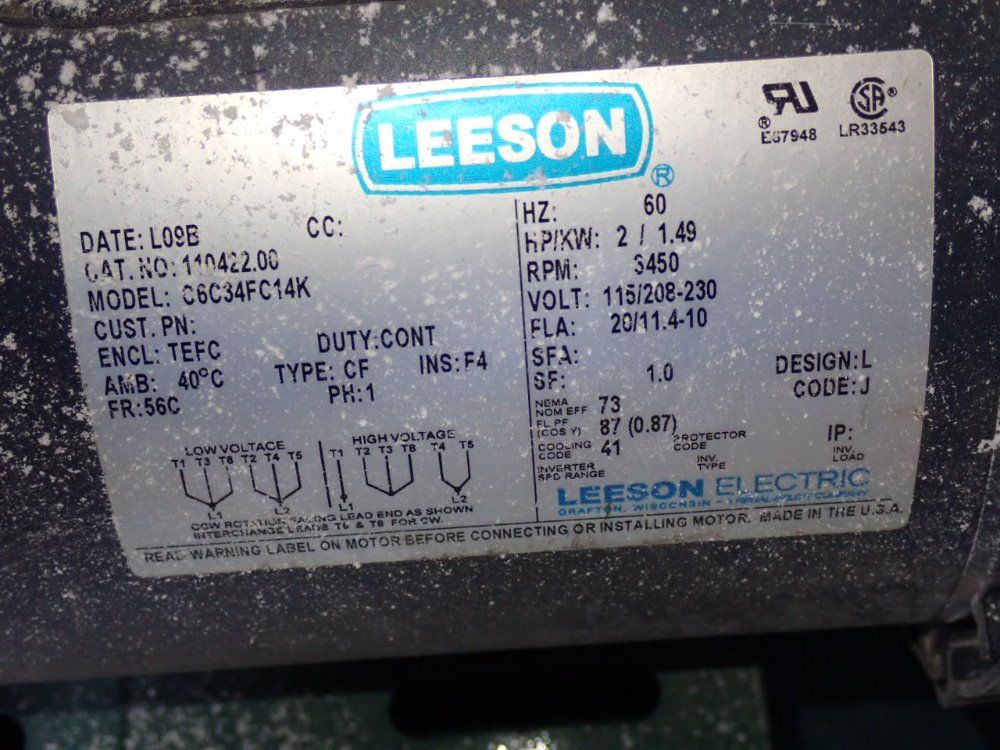 LEESON ®
® E57948
LR33543 ®
DATE: L09B CC:
CAT. NO: 110422.00
MODEL: C6C34FC14K
CUST. PN:
ENCL: TEFC DUTY: CONT
AMB: 40°C TYPE: CF INS: F4
FR: 56C PH: 1
HZ: 60
HP/KW: 2 / 1.49
RPM: 3450
VOLT: 115/208-230
FLA: 20/11.4-10
SFA:
SF: 1.0 DESIGN: L
CODE: J
NEMA NOM EFF 73
FL PF (COS Y) 87 (0.87)
COOLING CODE 41 PROTECTOR CODE IP:
INVERTER SPD RANGE INV. TYPE INV. LOAD
LOW VOLTAGE HIGH VOLTAGE
T1 T3 T8 T2 T4 T5 T1 T2 T3 T8 T4 T5
L1 L2 L1 L2
CCW ROTATION FACING LEAD END AS SHOWN
INTERCHANGE LEADS T5 & T8 FOR CW.
LEESON ELECTRIC
GRAFTON, WISCONSIN - A REGAL BELOIT COMPANY
READ WARNING LABEL ON MOTOR BEFORE CONNECTING OR INSTALLING MOTOR. MADE IN THE U.S.A.